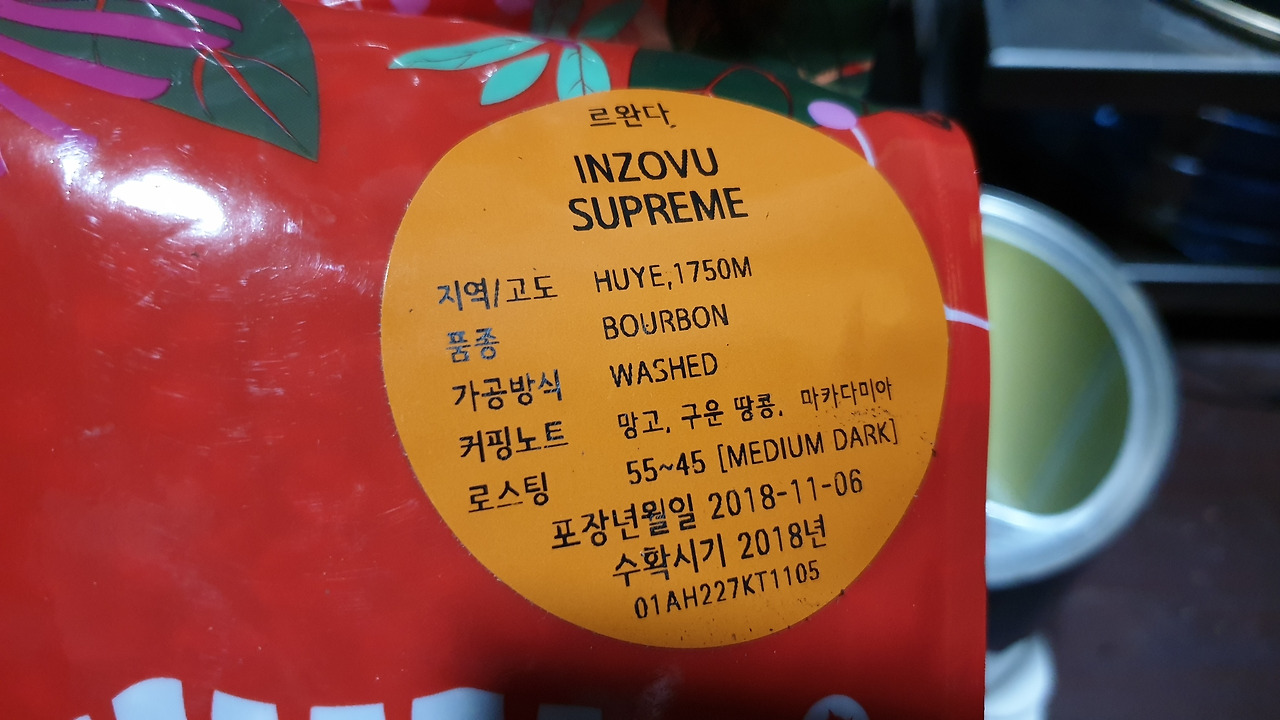 르완다,
INZOVU
SUPREME
지역/고도 HUYE,1750M
품종 BOURBON
가공방식 WASHED
커핑노트 망고, 구운 땅콩, 마카다미아
로스팅 55~45 [MEDIUM DARK]
포장년월일 2018-11-06
수확시기 2018년
01AH227KT1105